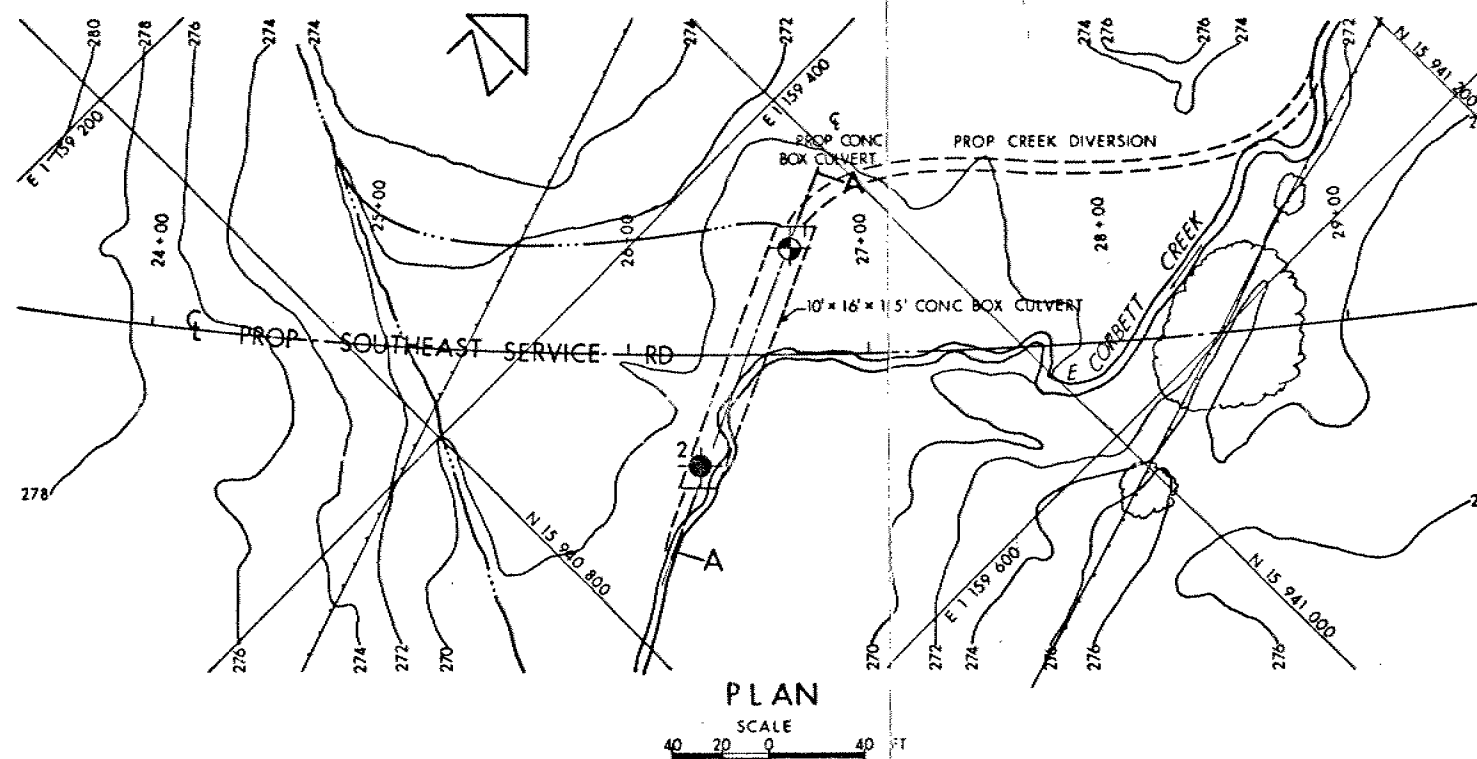 280
278
276
274
274
274
272
274
276
276
274
272
N 15 941 200
E 1 159 200
E 1 159 400
℄
PROP CONC
BOX CULVERT
PROP CREEK DIVERSION
A
24+00
25+00
26+00
27+00
28+00
29+00
10' × 16' × 1 5' CONC BOX CULVERT
E CORBETT CREEK
℄ PROP SOUTHEAST SERVICE RD
2
278
A
N 15 940 800
E 1 159 600
N 15 941 000
276
274
272
270
270
272
274
276
276
276
PLAN
SCALE
40 20 0 40 FT